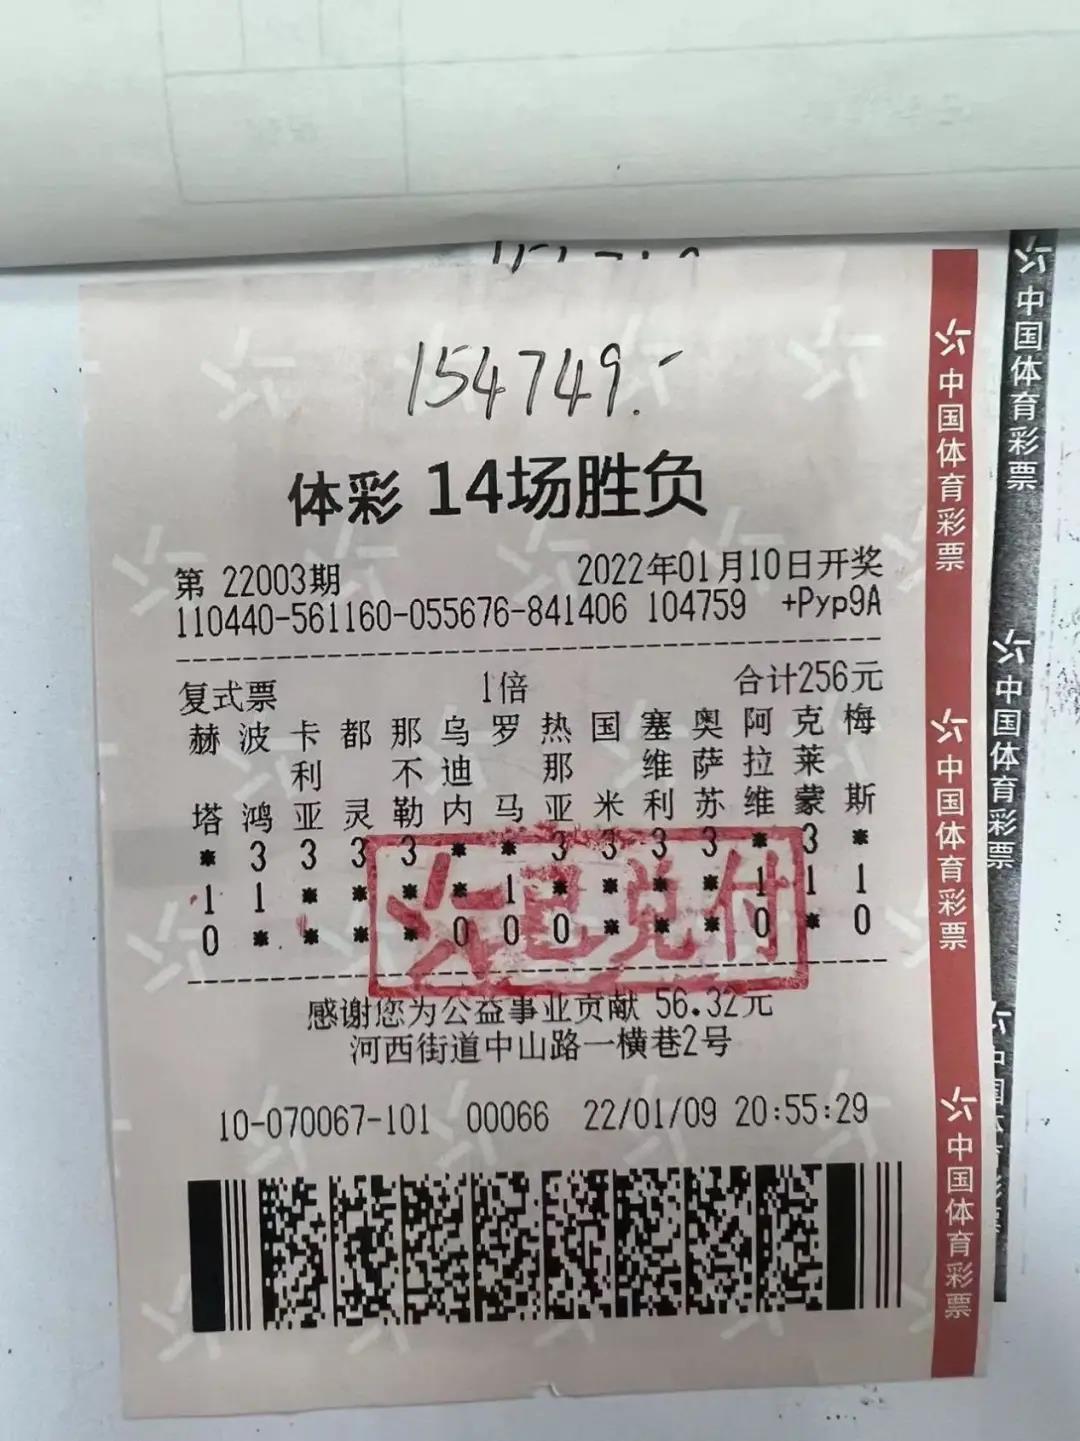 154749.-
体彩 14场胜负
第 22003期 2022年01月10日开奖
110440-561160-055676-841406 104759 +Pyp9A
复式票 1倍 合计256元
赫 波 卡 都 那 乌 罗 热 国 塞 奥 阿 克 梅
利 不 迪 那 维 萨 拉 莱
塔 鸿 亚 灵 勒 内 马 亚 米 利 苏 维 蒙 斯
* 3 3 3 3 * * 3 3 3 3 * 3 *
1 1 * * * * 1 * * * * 1 1 1
0 * * * * 0 0 0 * * * 0 * 0
已兑付
感谢您为公益事业贡献 56.32元
河西街道中山路一横巷2号
10-070067-101 00066 22/01/09 20:55:29
中国体育彩票
中国体育彩票
中国体育彩票
中国体育彩票
中国体育彩票